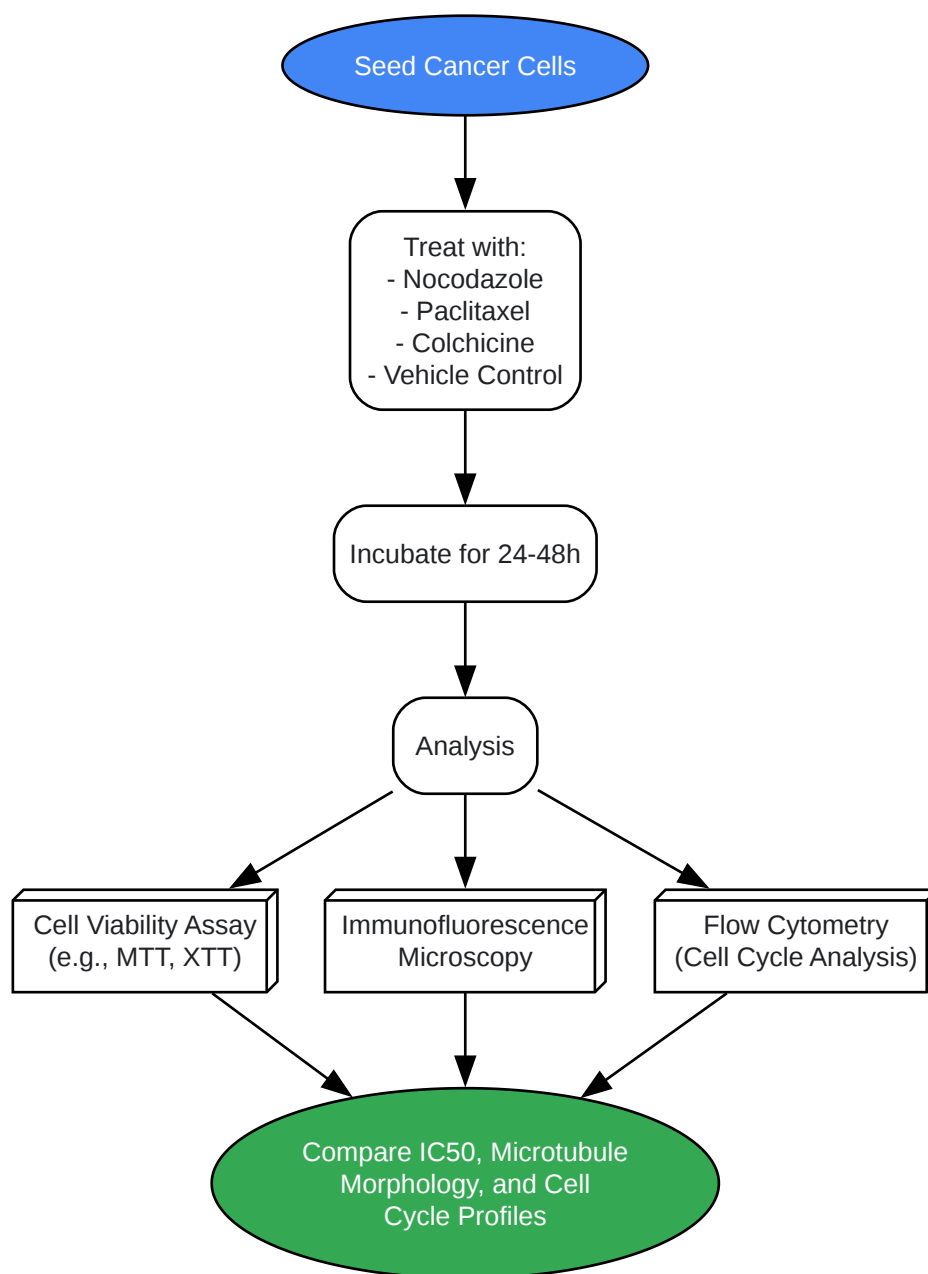 Seed Cancer Cells
Treat with:
- Nocodazole
- Paclitaxel
- Colchicine
- Vehicle Control
Incubate for 24-48h
Analysis
Cell Viability Assay
(e.g., MTT, XTT)
Immunofluorescence
Microscopy
Flow Cytometry
(Cell Cycle Analysis)
Compare IC50, Microtubule
Morphology, and Cell
Cycle Profiles